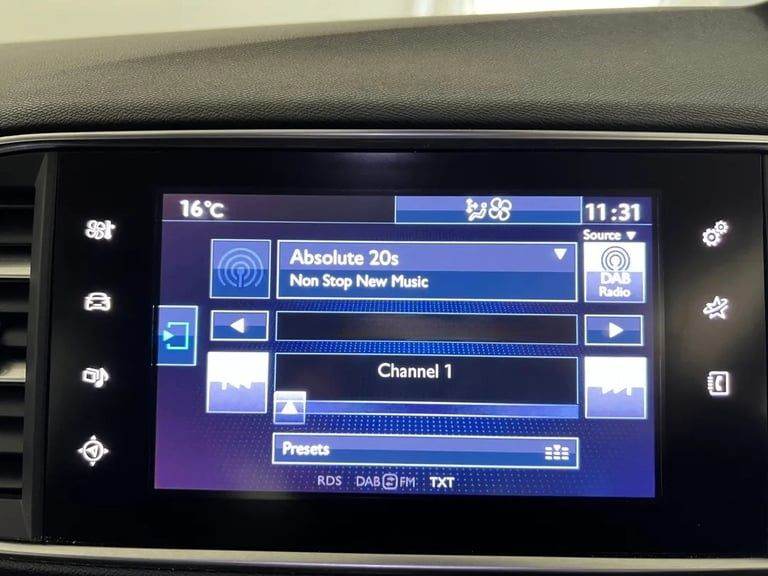 16°C
11:31
Source
Absolute 20s
Non Stop New Music
DAB
Radio
Channel 1
Presets
RDS DAB FM TXT